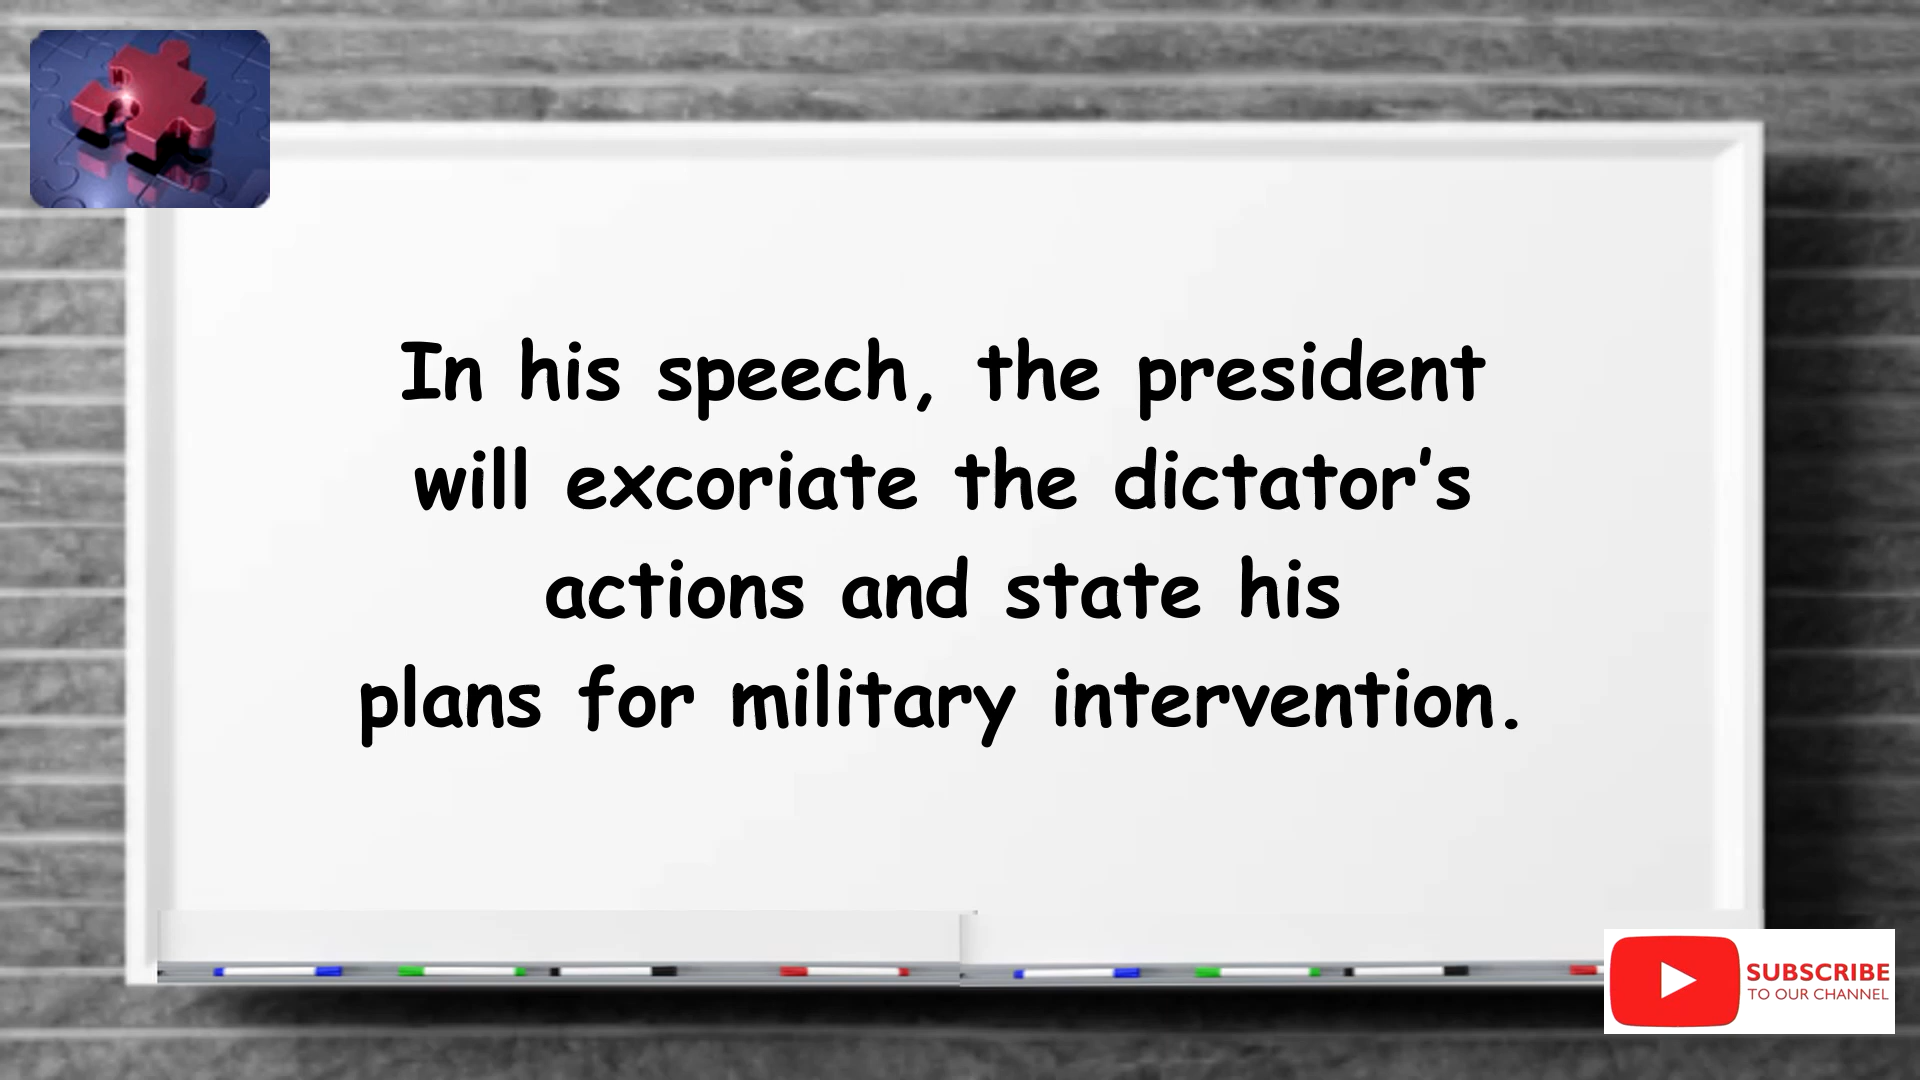 In his speech, the president
will excoriate the dictator’s
actions and state his
plans for military intervention.
SUBSCRIBE
TO OUR CHANNEL